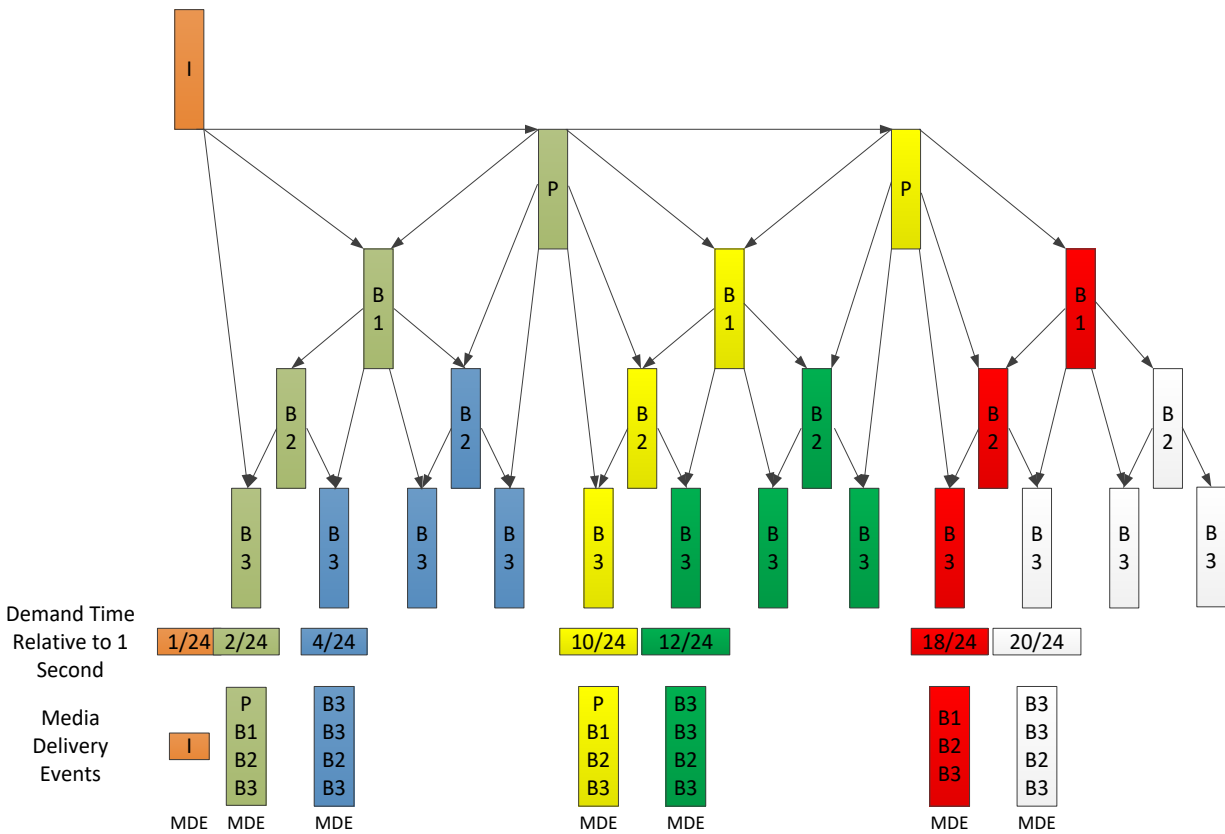 I
P
P
B
1
B
1
B
1
B
2
B
2
B
2
B
2
B
2
B
2
B
3
B
3
B
3
B
3
B
3
B
3
B
3
B
3
B
3
B
3
B
3
B
3
Demand Time
Relative to 1
Second
1/24
2/24
4/24
10/24
12/24
18/24
20/24
Media
Delivery
Events
I
P
B1
B2
B3
B3
B3
B2
B3
P
B1
B2
B3
B3
B3
B2
B3
B1
B2
B3
B3
B3
B2
B3
MDE
MDE
MDE
MDE
MDE
MDE
MDE